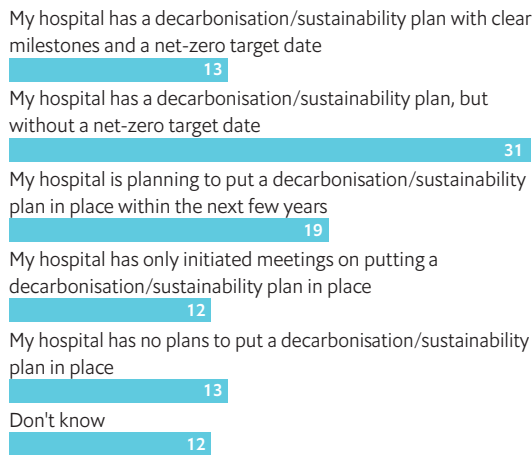 My hospital has a decarbonisation/sustainability plan with clear
milestones and a net-zero target date
13
My hospital has a decarbonisation/sustainability plan, but
without a net-zero target date
31
My hospital is planning to put a decarbonisation/sustainability
plan in place within the next few years
19
My hospital has only initiated meetings on putting a
decarbonisation/sustainability plan in place
12
My hospital has no plans to put a decarbonisation/sustainability
plan in place
13
Don't know
12